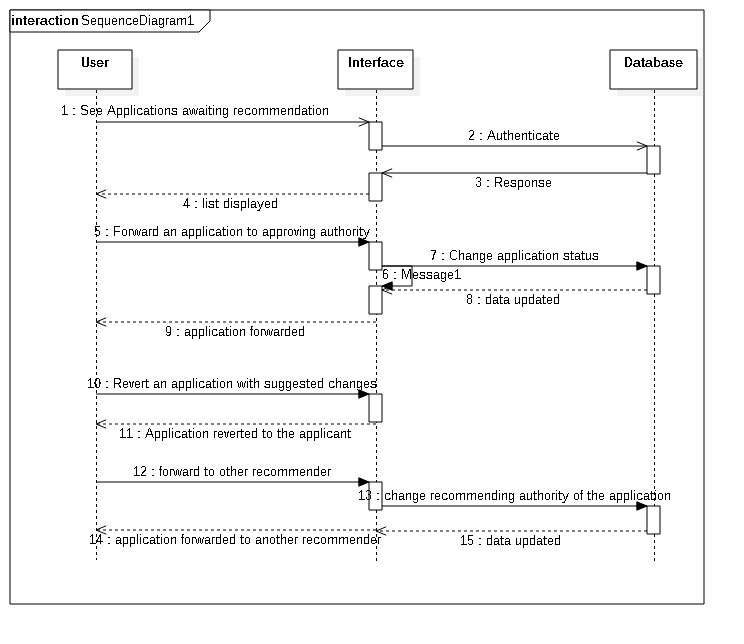 interaction SequenceDiagram1
User
Interface
Database
1 : See Applications awaiting recommendation
2 : Authenticate
3 : Response
4 : list displayed
5 : Forward an application to approving authority
7 : Change application status
6 : Message1
8 : data updated
9 : application forwarded
10 : Revert an application with suggested changes
11 : Application reverted to the applicant
12 : forward to other recommender
13 : change recommending authority of the application
14 : application forwarded to another recommender
15 : data updated